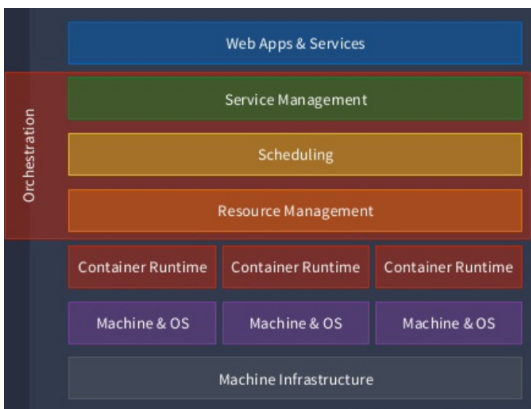 Web Apps & Services
Orchestration
Service Management
Scheduling
Resource Management
Container Runtime
Container Runtime
Container Runtime
Machine & OS
Machine & OS
Machine & OS
Machine Infrastructure